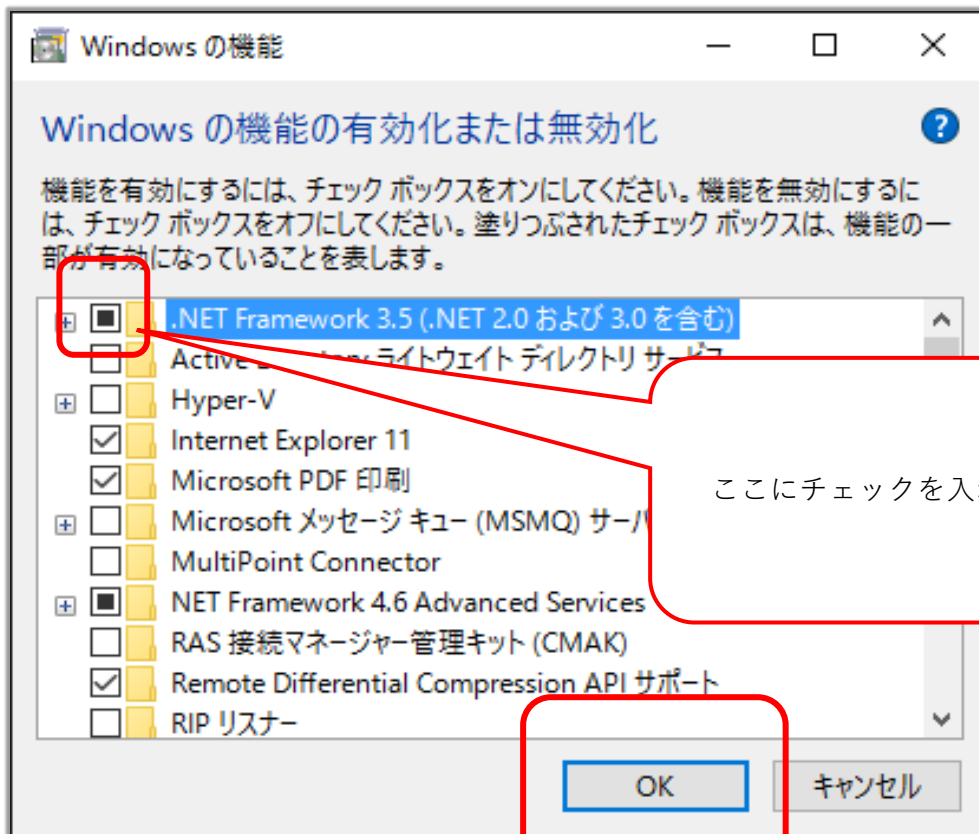 Windows の機能
Windows の機能の有効化または無効化
機能を有効にするには、チェック ボックスをオンにしてください。機能を無効にするに
は、チェック ボックスをオフにしてください。塗りつぶされたチェック ボックスは、機能の一
部が有効になっていることを表します。
.NET Framework 3.5 (.NET 2.0 および 3.0 を含む)
Active Directory ライトウェイト ディレクトリ サービス
Hyper-V
Internet Explorer 11
Microsoft PDF 印刷
ここにチェックを入
Microsoft メッセージ キュー (MSMQ) サーバ
MultiPoint Connector
NET Framework 4.6 Advanced Services
RAS 接続マネージャー管理キット (CMAK)
Remote Differential Compression API サポート
RIP リスナー
OK
キャンセル